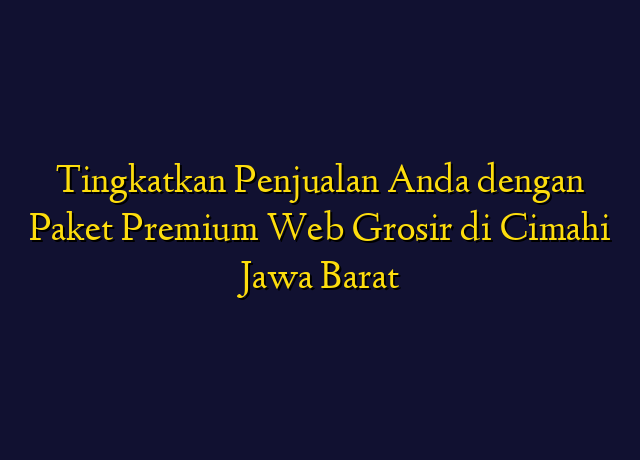 Tingkatkan Penjualan Anda dengan
Paket Premium Web Grosir di Cimahi
Jawa Barat